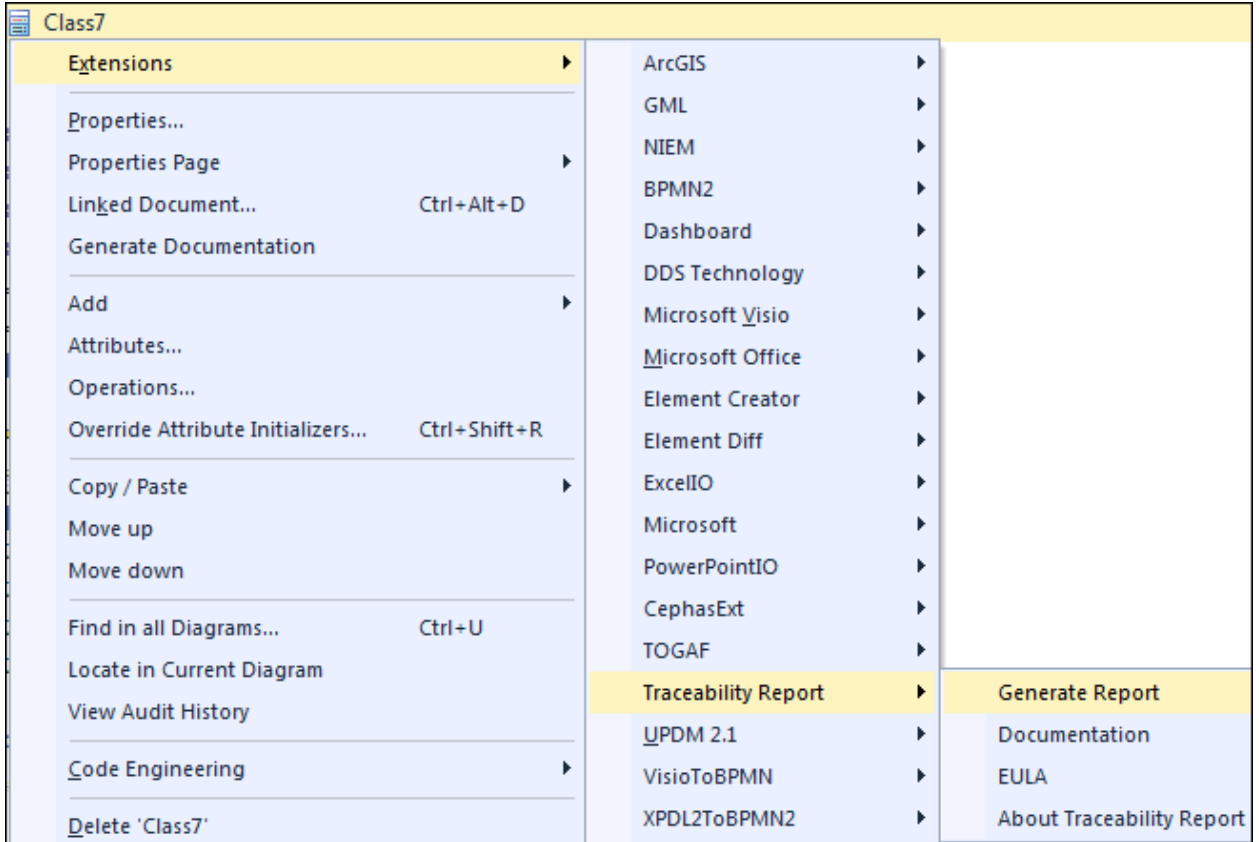 Class7
Extensions
Properties...
Properties Page
Linked Document... Ctrl+Alt+D
Generate Documentation
Add
Attributes...
Operations...
Override Attribute Initializers... Ctrl+Shift+R
Copy / Paste
Move up
Move down
Find in all Diagrams... Ctrl+U
Locate in Current Diagram
View Audit History
Code Engineering
Delete 'Class7'
ArcGIS
GML
NIEM
BPMN2
Dashboard
DDS Technology
Microsoft Visio
Microsoft Office
Element Creator
Element Diff
ExcelIO
Microsoft
PowerPointIO
CephasExt
TOGAF
Traceability Report
UPDM 2.1
VisioToBPMN
XPDL2ToBPMN2
Generate Report
Documentation
EULA
About Traceability Report